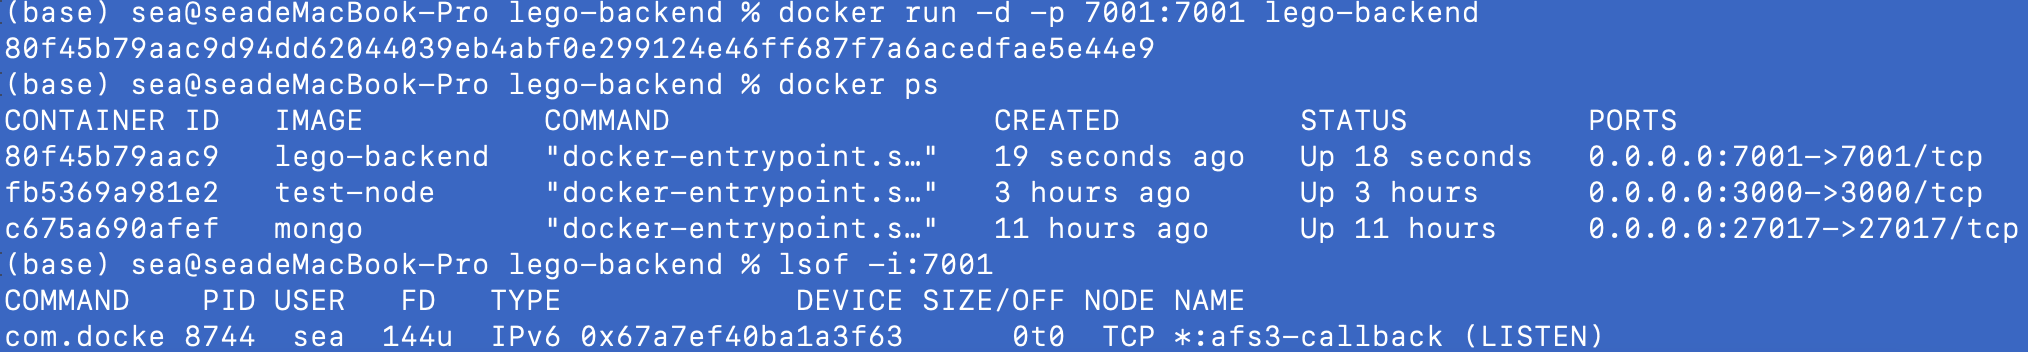 (base) sea@seadeMacBook-Pro lego-backend % docker run -d -p 7001:7001 lego-backend
80f45b79aac9d94dd62044039eb4abf0e299124e46ff687f7a6acedfae5e44e9
(base) sea@seadeMacBook-Pro lego-backend % docker ps
CONTAINER ID   IMAGE          COMMAND                  CREATED          STATUS          PORTS
80f45b79aac9   lego-backend   "docker-entrypoint.s…"   19 seconds ago   Up 18 seconds   0.0.0.0:7001->7001/tcp
fb5369a981e2   test-node      "docker-entrypoint.s…"   3 hours ago      Up 3 hours      0.0.0.0:3000->3000/tcp
c675a690afef   mongo          "docker-entrypoint.s…"   11 hours ago     Up 11 hours     0.0.0.0:27017->27017/tcp
(base) sea@seadeMacBook-Pro lego-backend % lsof -i:7001
COMMAND    PID USER   FD   TYPE             DEVICE SIZE/OFF NODE NAME
com.docke 8744  sea  144u  IPv6 0x67a7ef40ba1a3f63      0t0  TCP *:afs3-callback (LISTEN)